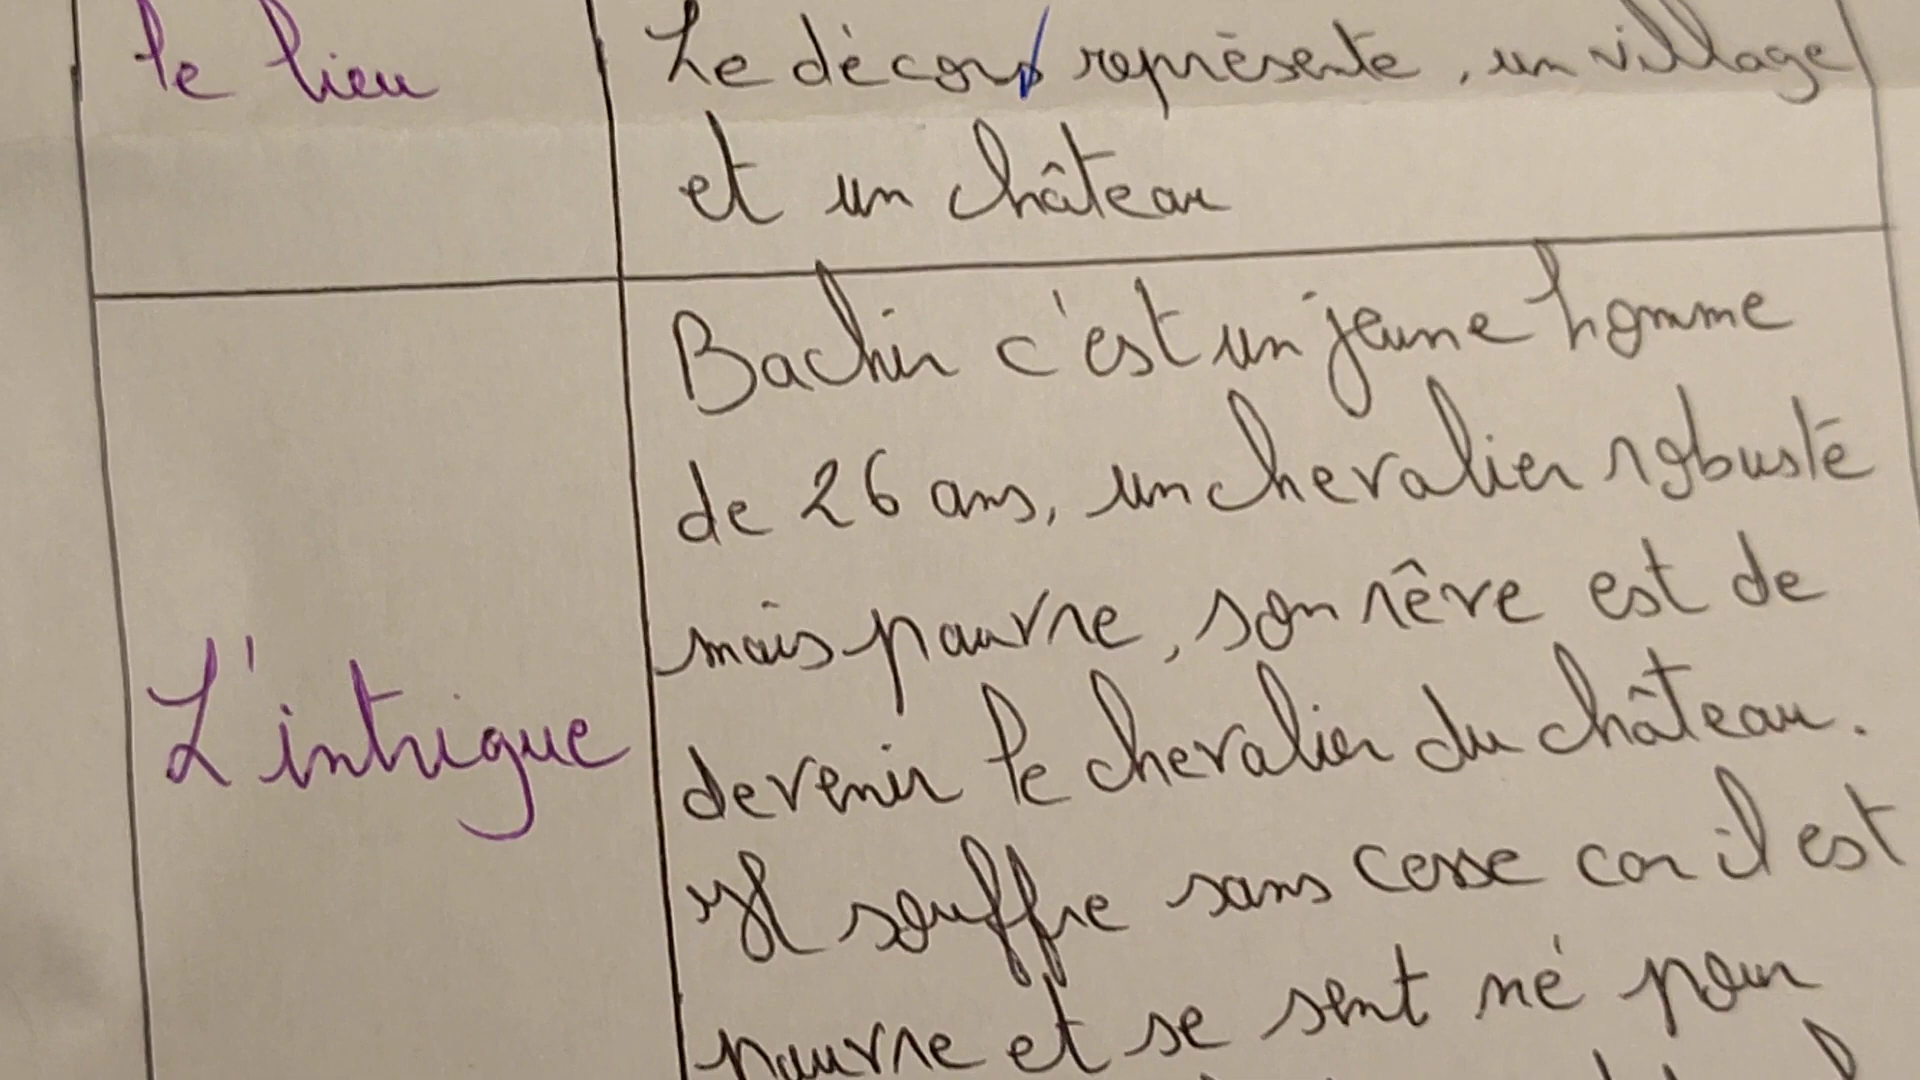 le lieu
Le décor représente, un village
et un château
L'intrigue
Bachir c'est un jeune homme
de 26 ans, un chevalier robuste
mais pauvre, son rêve est de
devenir le chevalier du château.
Il souffre sans cesse car il est
pauvre et se sent né pour